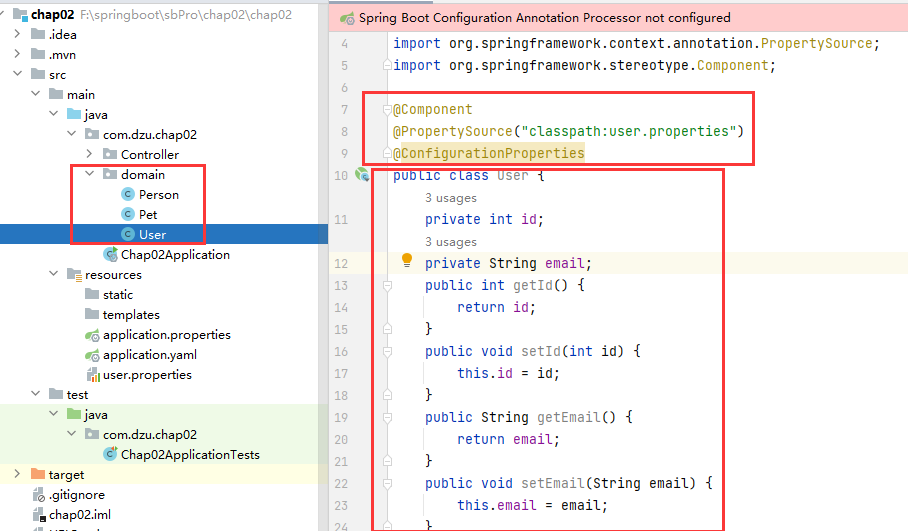 chap02 F:\springboot\sbPro\chap02\chap02
.idea
.mvn
src
main
java
com.dzu.chap02
Controller
domain
Person
Pet
User
Chap02Application
resources
static
templates
application.properties
application.yaml
user.properties
test
java
com.dzu.chap02
Chap02ApplicationTests
target
.gitignore
chap02.iml
Spring Boot Configuration Annotation Processor not configured
4 import org.springframework.context.annotation.PropertySource;
5 import org.springframework.stereotype.Component;
6
7 @Component
8 @PropertySource("classpath:user.properties")
9 @ConfigurationProperties
10 public class User {
3 usages
11 private int id;
3 usages
12 private String email;
13 public int getId() {
14 return id;
15 }
16 public void setId(int id) {
17 this.id = id;
18 }
19 public String getEmail() {
20 return email;
21 }
22 public void setEmail(String email) {
23 this.email = email;
24 }